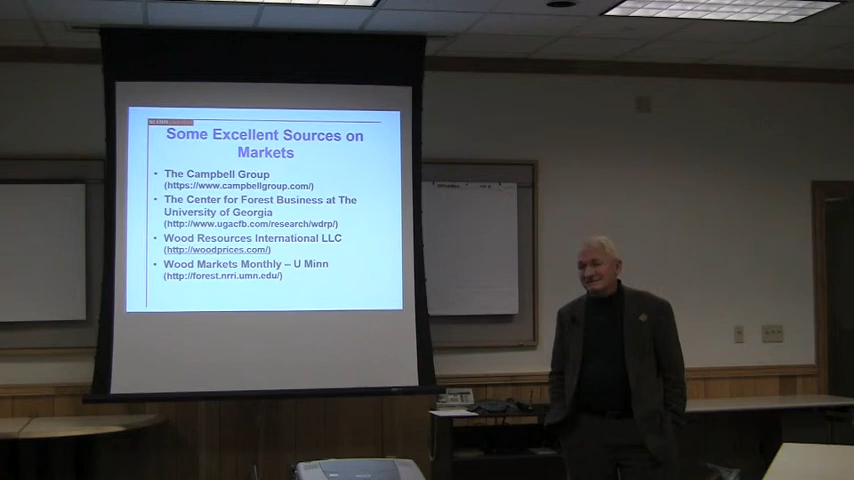 NC STATE
Some Excellent Sources on
Markets
• The Campbell Group
(https://www.campbellgroup.com/)
• The Center for Forest Business at The
University of Georgia
(http://www.ugacfb.com/research/wdrp/)
• Wood Resources International LLC
(http://woodprices.com/)
• Wood Markets Monthly – U Minn
(http://forest.nrri.umn.edu/)